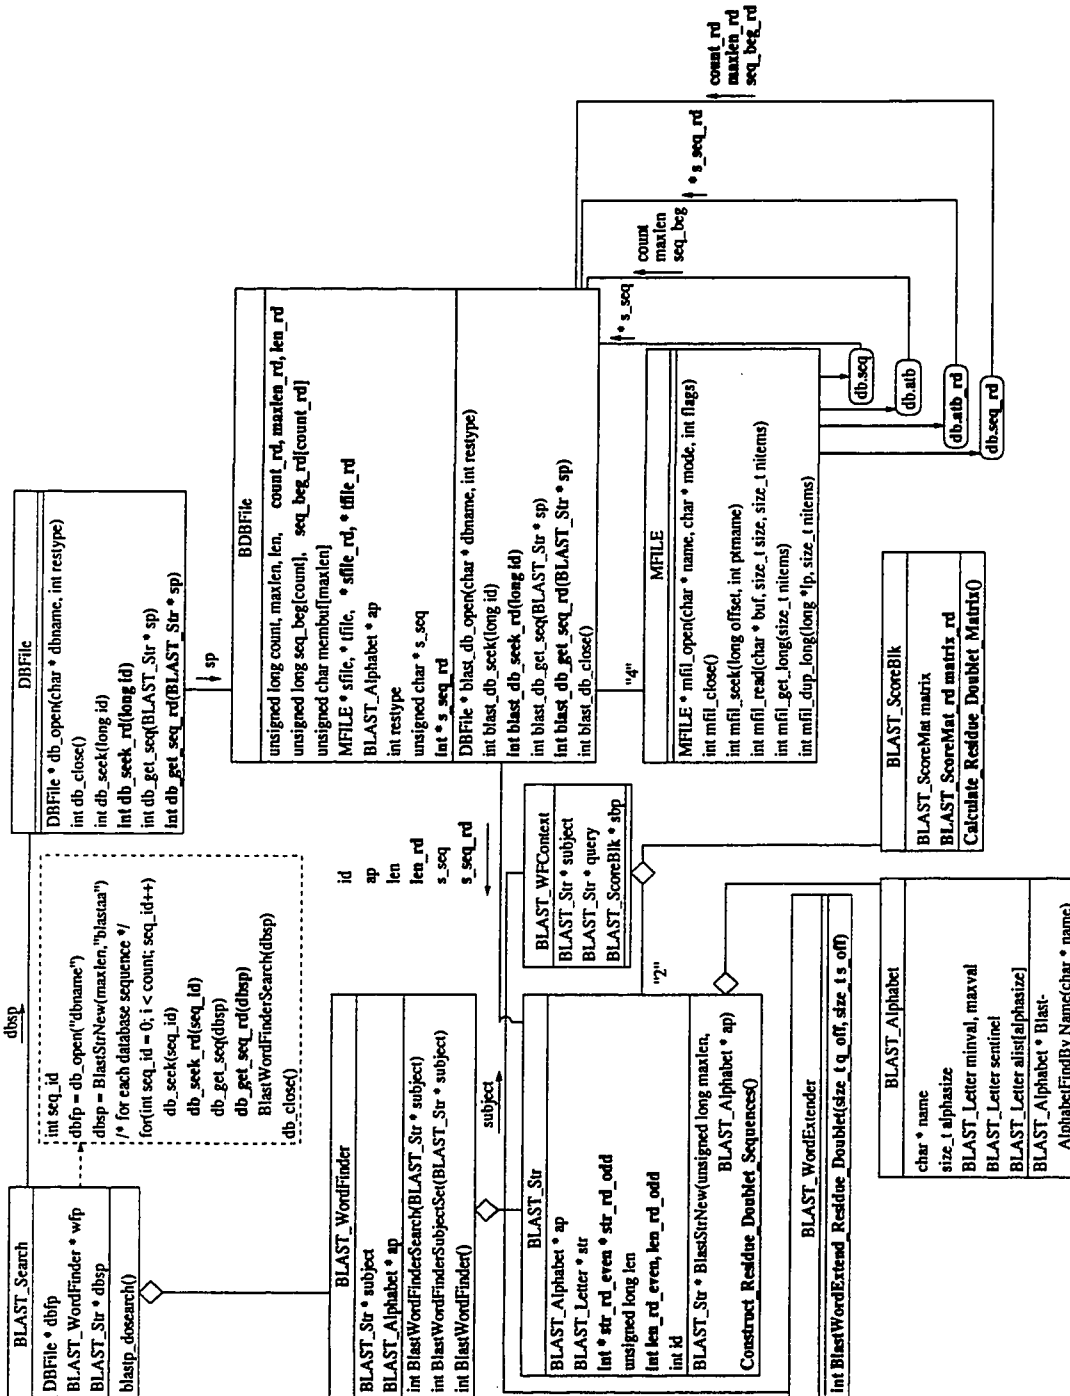 BLAST_Search
DBFile * dbfp
BLAST_WordFinder * wfp
BLAST_Str * dbsp
blastp_dosearch()
dbsp
int seq_id
dbfp = db_open("dbname")
dbsp = BlastStrNew(maxlen,"blastaa")
/* for each database sequence */
for(int seq_id = 0; i < count; seq_id++)
db_seek(seq_id)
db_seek_rd(seq_id)
db_get_seq(dbsp)
db_get_seq_rd(dbsp)
BlastWordFinderSearch(dbsp)
db_close()
DBFile
DBFile * db_open(char * dbname, int restype)
int db_close()
int db_seek(long id)
int db_seek_rd(long id)
int db_get_seq(BLAST_Str * sp)
int db_get_seq_rd(BLAST_Str * sp)
sp
BDBFile
unsigned long count, maxlen, len, count_rd, maxlen_rd, len_rd
unsigned long seq_beg[count], seq_beg_rd[count_rd]
unsigned char membuf[maxlen]
MFILE * sfile, * tfile, * sfile_rd, * tfile_rd
BLAST_Alphabet * ap
int restype
unsigned char * s_seq
int * s_seq_rd
DBFile * blast_db_open(char * dbname, int restype)
int blast_db_seek(long id)
int blast_db_seek_rd(long id)
int blast_db_get_seq(BLAST_Str * sp)
int blast_db_get_seq_rd(BLAST_Str * sp)
int blast_db_close()
"4"
MFILE
MFILE * mfil_open(char * name, char * mode, int flags)
int mfil_close()
int mfil_seek(long offset, int ptrname)
int mfil_read(char * buf, size_t size, size_t nitems)
int mfil_get_long(size_t nitems)
int mfil_dup_long(long *lp, size_t nitems)
* s_seq
count
maxlen
seq_beg
* s_seq_rd
count_rd
maxlen_rd
seq_beg_rd
db.seq
db.atb
db.atb_rd
db.seq_rd
id
ap
len
len_rd
s_seq
s_seq_rd
BLAST_WordFinder
BLAST_Str * subject
BLAST_Alphabet * ap
int BlastWordFinderSearch(BLAST_Str * subject)
int BlastWordFinderSubjectSet(BLAST_Str * subject)
int BlastWordFinder()
subject
BLAST_WFContext
BLAST_Str * subject
BLAST_Str * query
BLAST_ScoreBlk * sbp
BLAST_Str
BLAST_Alphabet * ap
BLAST_Letter * str
int * str_rd_even * str_rd_odd
unsigned long len
int len_rd_even, len_rd_odd
int id
BLAST_Str * BlastStrNew(unsigned long maxlen,
BLAST_Alphabet * ap)
Construct_Residue_Doublet_Sequences()
"2"
BLAST_ScoreBlk
BLAST_ScoreMat matrix
BLAST_ScoreMat_rd matrix_rd
Calculate_Residue_Doublet_Matrix()
BLAST_WordExtender
int BlastWordExtend_Residue_Doublet(size_t q_off, size_t s_off)
BLAST_Alphabet
char * name
size_t alphasize
BLAST_Letter minval, maxval
BLAST_Letter sentinel
BLAST_Letter alist[alphasize]
BLAST_Alphabet * Blast-
AlphabetFindBy Name(char * name)